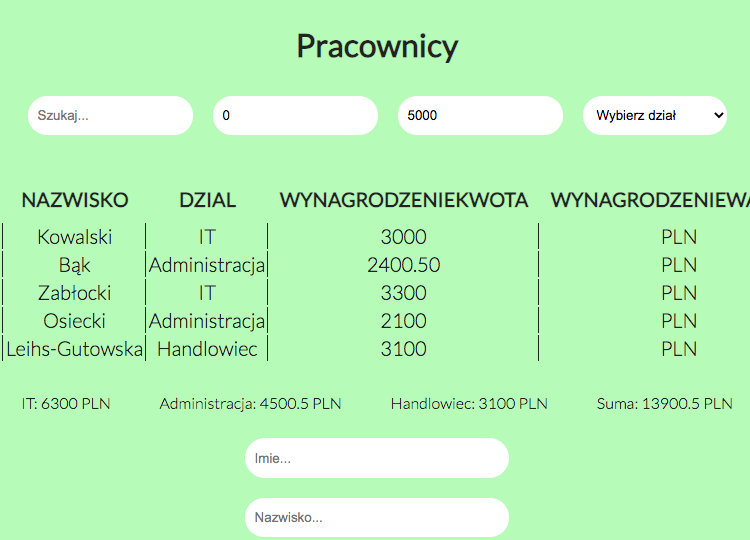 Pracownicy
Szukaj... 0 5000 Wybierz dział
NAZWISKO DZIAL WYNAGRODZENIEKWOTA WYNAGRODZENIEWA
Kowalski IT 3000 PLN
Bąk Administracja 2400.50 PLN
Zabłocki IT 3300 PLN
Osiecki Administracja 2100 PLN
Leihs-Gutowska Handlowiec 3100 PLN
IT: 6300 PLN Administracja: 4500.5 PLN Handlowiec: 3100 PLN Suma: 13900.5 PLN
Imie...
Nazwisko...